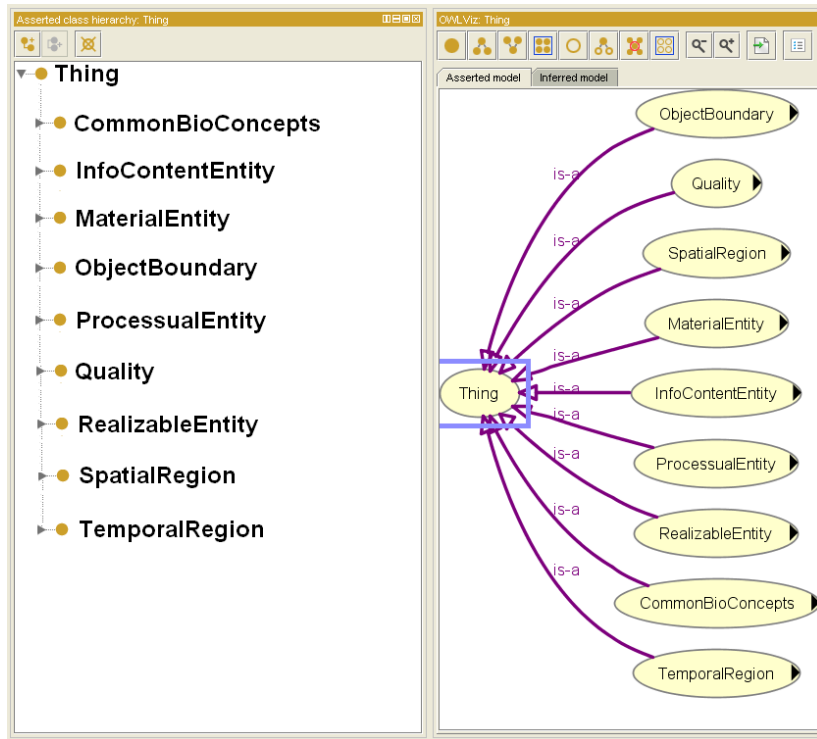 Asserted class hierarchy: Thing
Thing
CommonBioConcepts
InfoContentEntity
MaterialEntity
ObjectBoundary
ProcessualEntity
Quality
RealizableEntity
SpatialRegion
TemporalRegion
OWLViz: Thing
Asserted model
Inferred model
ObjectBoundary
is-a
Quality
is-a
SpatialRegion
is-a
MaterialEntity
is-a
Thing
is-a
InfoContentEntity
is-a
ProcessualEntity
is-a
RealizableEntity
is-a
CommonBioConcepts
is-a
TemporalRegion